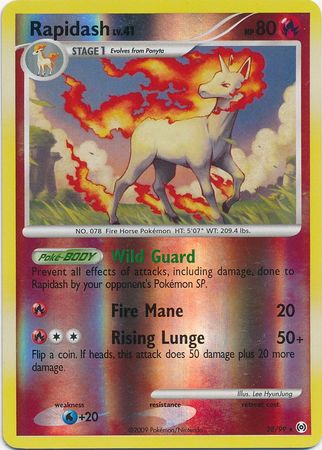 Rapidash LV.41
HP 80
STAGE 1 Evolves from Ponyta
NO. 078 Fire Horse Pokémon HT: 5'07" WT: 209.4 lbs.
Poké-BODY Wild Guard
Prevent all effects of attacks, including damage, done to
Rapidash by your opponent's Pokémon SP.
Fire Mane 20
Rising Lunge 50+
Flip a coin. If heads, this attack does 50 damage plus 20 more
damage.
Illus. Lee HyunJung
weakness resistance retreat cost
+20
©2009 Pokémon/Nintendo
/99